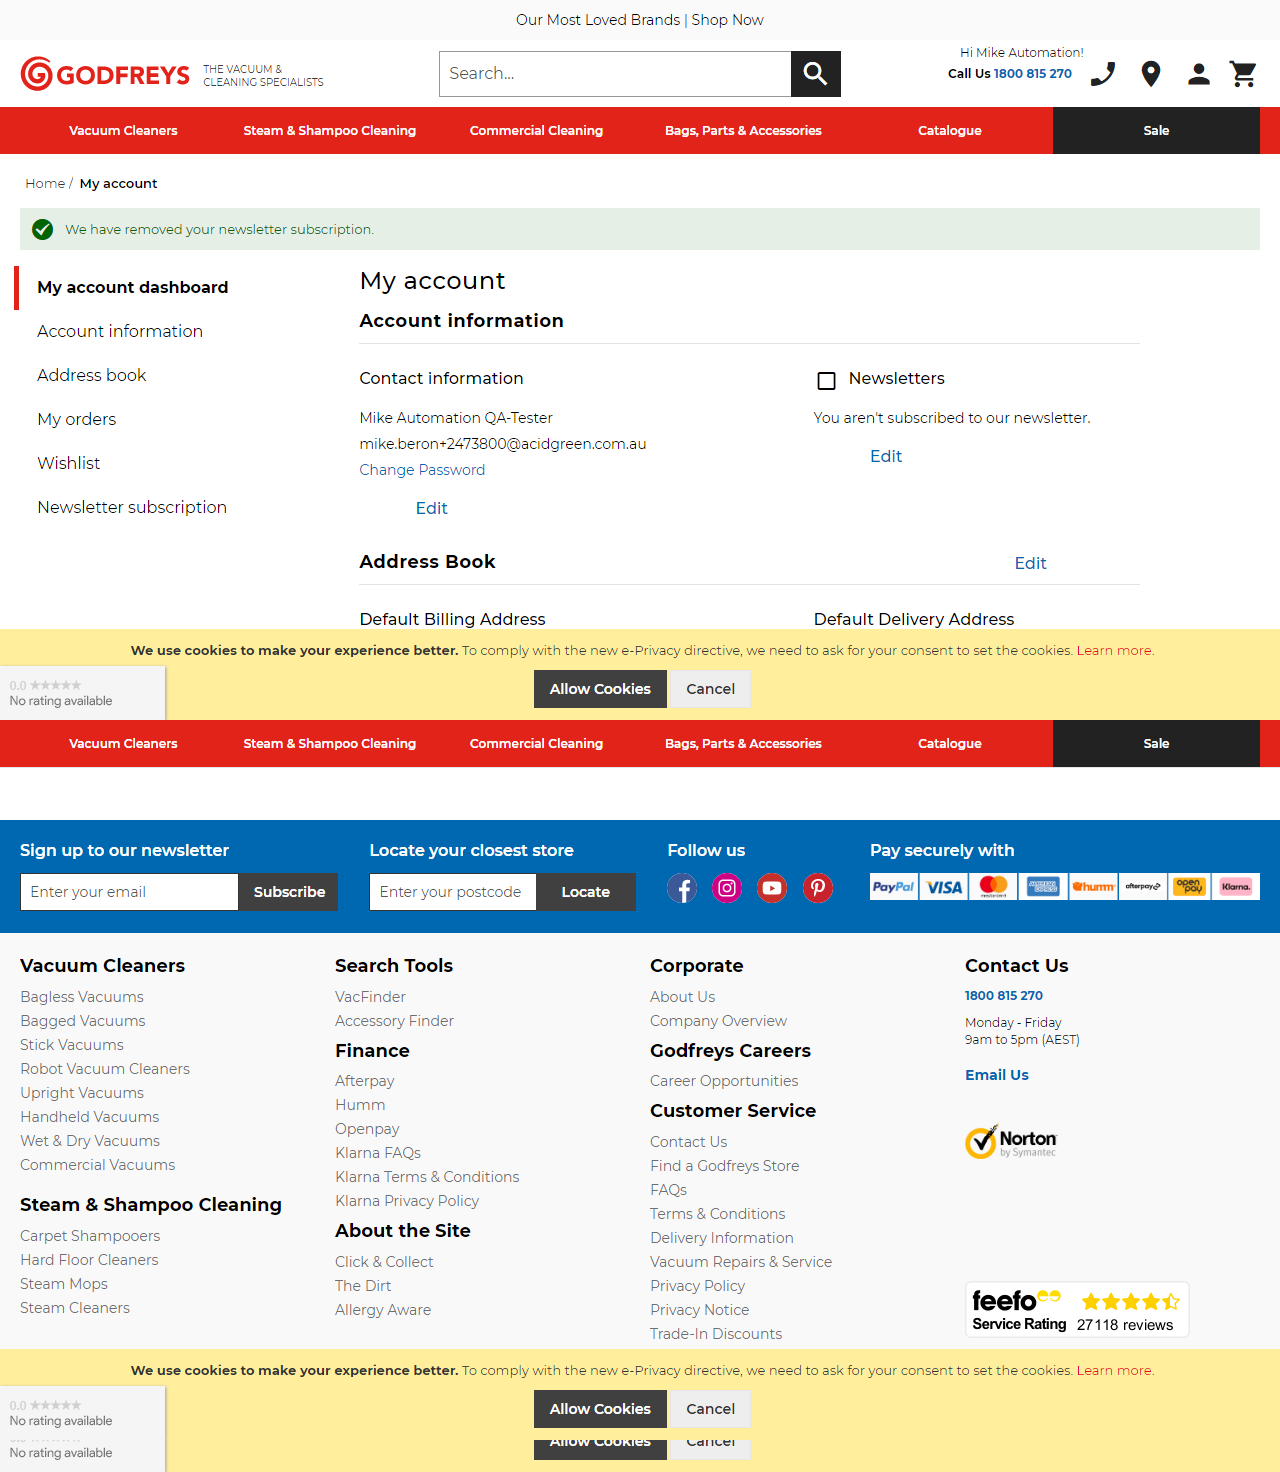 Our Most Loved Brands | Shop Now
GODFREYS
THE VACUUM &
CLEANING SPECIALISTS
Search...
Hi Mike Automation!
Call Us 1800 815 270
Vacuum Cleaners
Steam & Shampoo Cleaning
Commercial Cleaning
Bags, Parts & Accessories
Catalogue
Sale
Home / My account
We have removed your newsletter subscription.
My account dashboard
Account information
Address book
My orders
Wishlist
Newsletter subscription
My account
Account information
Contact information
Mike Automation QA-Tester
mike.beron+2473800@acidgreen.com.au
Change Password
Edit
Newsletters
You aren't subscribed to our newsletter.
Edit
Address Book
Edit
Default Billing Address
Default Delivery Address
We use cookies to make your experience better. To comply with the new e-Privacy directive, we need to ask for your consent to set the cookies. Learn more.
Allow Cookies
Cancel
0.0
No rating available
Vacuum Cleaners
Steam & Shampoo Cleaning
Commercial Cleaning
Bags, Parts & Accessories
Catalogue
Sale
Sign up to our newsletter
Enter your email
Subscribe
Locate your closest store
Enter your postcode
Locate
Follow us
Pay securely with
PayPal
VISA
mastercard
AMERICAN EXPRESS
humm
afterpay
openpay
Klarna.
Vacuum Cleaners
Bagless Vacuums
Bagged Vacuums
Stick Vacuums
Robot Vacuum Cleaners
Upright Vacuums
Handheld Vacuums
Wet & Dry Vacuums
Commercial Vacuums
Steam & Shampoo Cleaning
Carpet Shampooers
Hard Floor Cleaners
Steam Mops
Steam Cleaners
Search Tools
VacFinder
Accessory Finder
Finance
Afterpay
Humm
Openpay
Klarna FAQs
Klarna Terms & Conditions
Klarna Privacy Policy
About the Site
Click & Collect
The Dirt
Allergy Aware
Corporate
About Us
Company Overview
Godfreys Careers
Career Opportunities
Customer Service
Contact Us
Find a Godfreys Store
FAQs
Terms & Conditions
Delivery Information
Vacuum Repairs & Service
Privacy Policy
Privacy Notice
Trade-In Discounts
Contact Us
1800 815 270
Monday - Friday
9am to 5pm (AEST)
Email Us
Norton
by Symantec
feefo
Service Rating
27118 reviews
We use cookies to make your experience better. To comply with the new e-Privacy directive, we need to ask for your consent to set the cookies. Learn more.
Allow Cookies
Cancel
0.0
No rating available
Allow Cookies
Cancel
No rating available